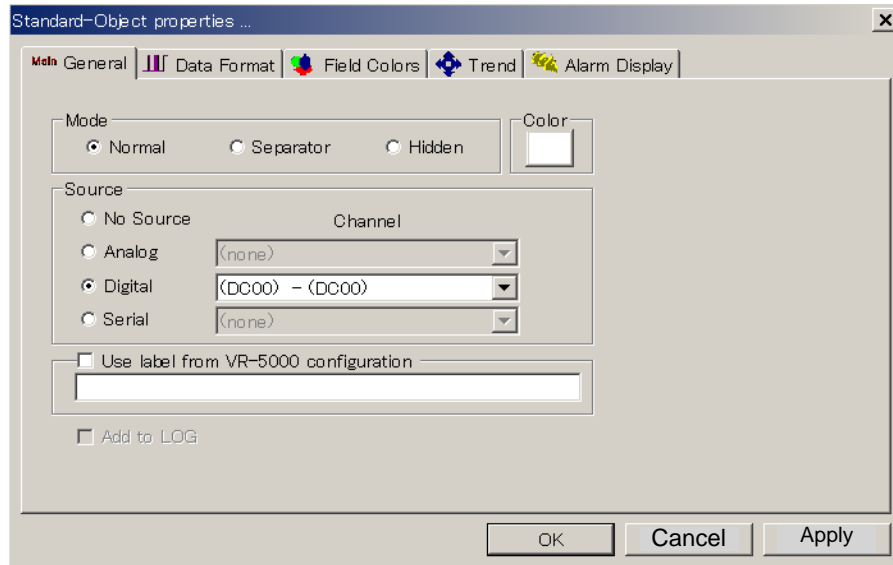 Standard-Object properties ...
Main General Data Format Field Colors Trend Alarm Display
Mode
Color
Normal Separator Hidden
Source
No Source Channel
Analog (none)
Digital (DC00) - (DC00)
Serial (none)
Use label from VR-5000 configuration
Add to LOG
OK Cancel Apply